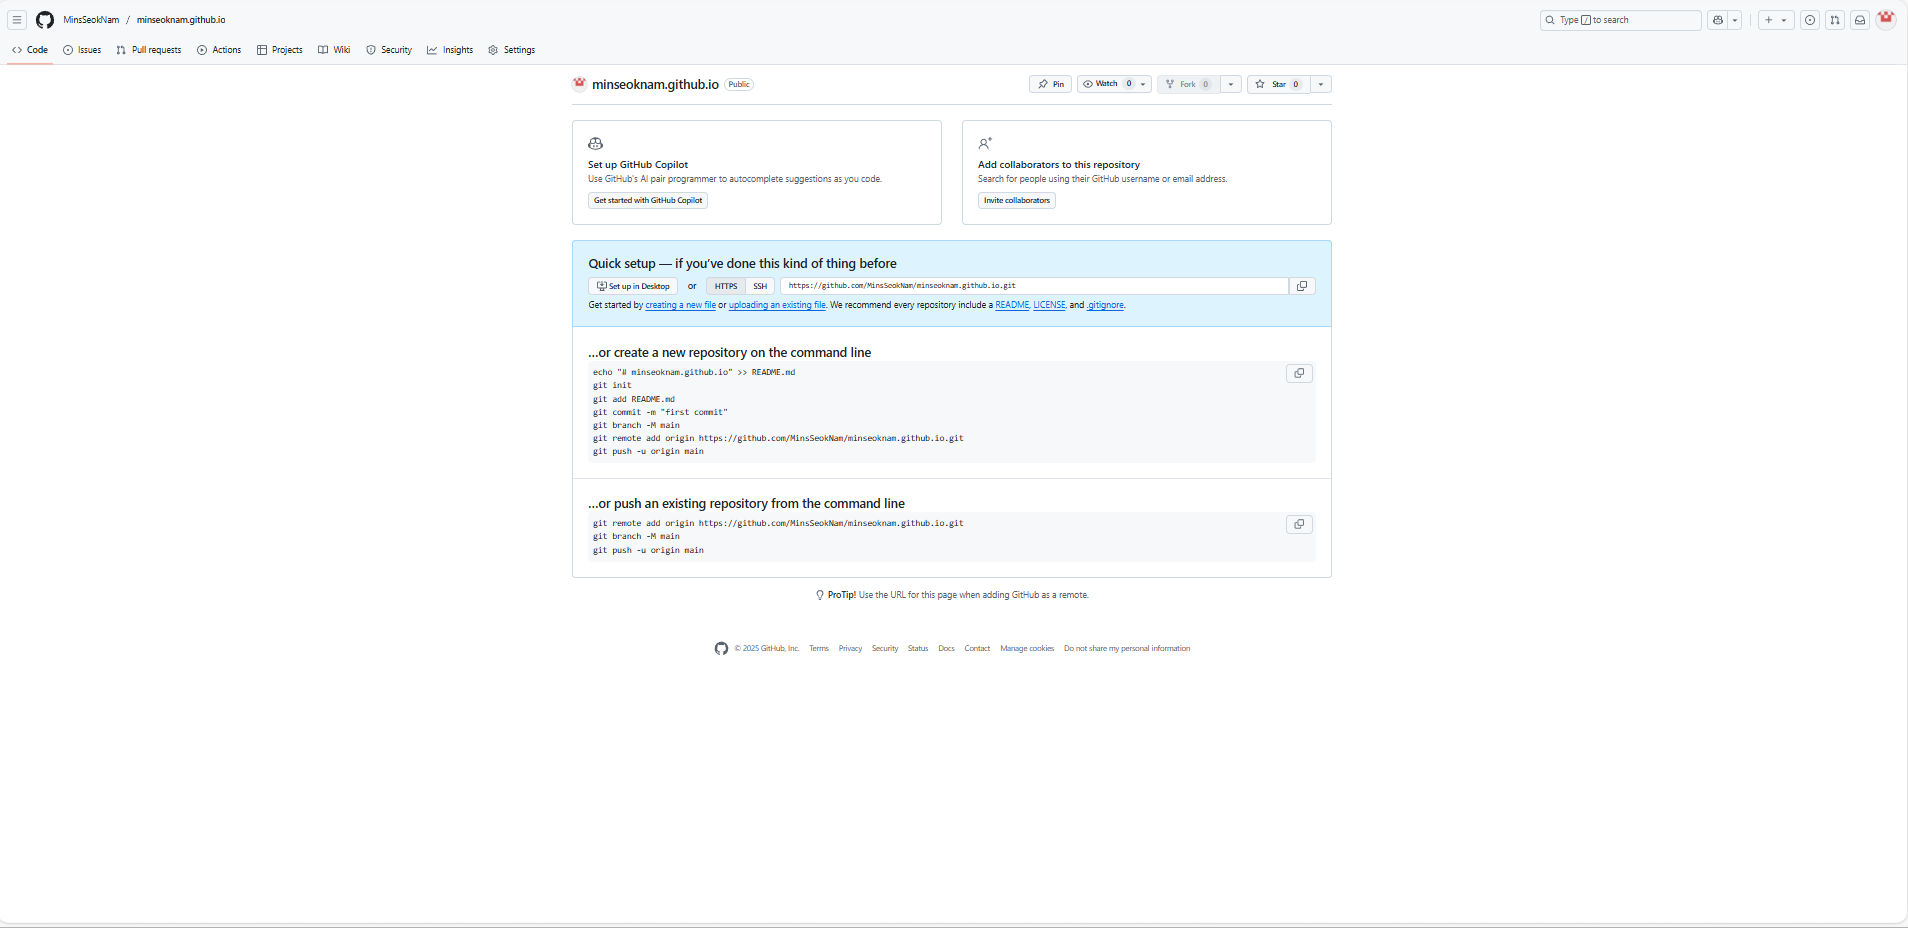 MinsSeokNam / minseoknam.github.io
Type / to search
Code Issues Pull requests Actions Projects Wiki Security Insights Settings
minseoknam.github.io Public
Pin Watch 0 Fork 0 Star 0
Set up GitHub Copilot
Use GitHub's AI pair programmer to autocomplete suggestions as you code.
Get started with GitHub Copilot
Add collaborators to this repository
Search for people using their GitHub username or email address.
Invite collaborators
Quick setup — if you've done this kind of thing before
Set up in Desktop or HTTPS SSH https://github.com/MinsSeokNam/minseoknam.github.io.git
Get started by creating a new file or uploading an existing file. We recommend every repository include a README, LICENSE, and .gitignore.
…or create a new repository on the command line
echo "# minseoknam.github.io" >> README.md
git init
git add README.md
git commit -m "first commit"
git branch -M main
git remote add origin https://github.com/MinsSeokNam/minseoknam.github.io.git
git push -u origin main
…or push an existing repository from the command line
git remote add origin https://github.com/MinsSeokNam/minseoknam.github.io.git
git branch -M main
git push -u origin main
ProTip! Use the URL for this page when adding GitHub as a remote.
© 2025 GitHub, Inc. Terms Privacy Security Status Docs Contact Manage cookies Do not share my personal information